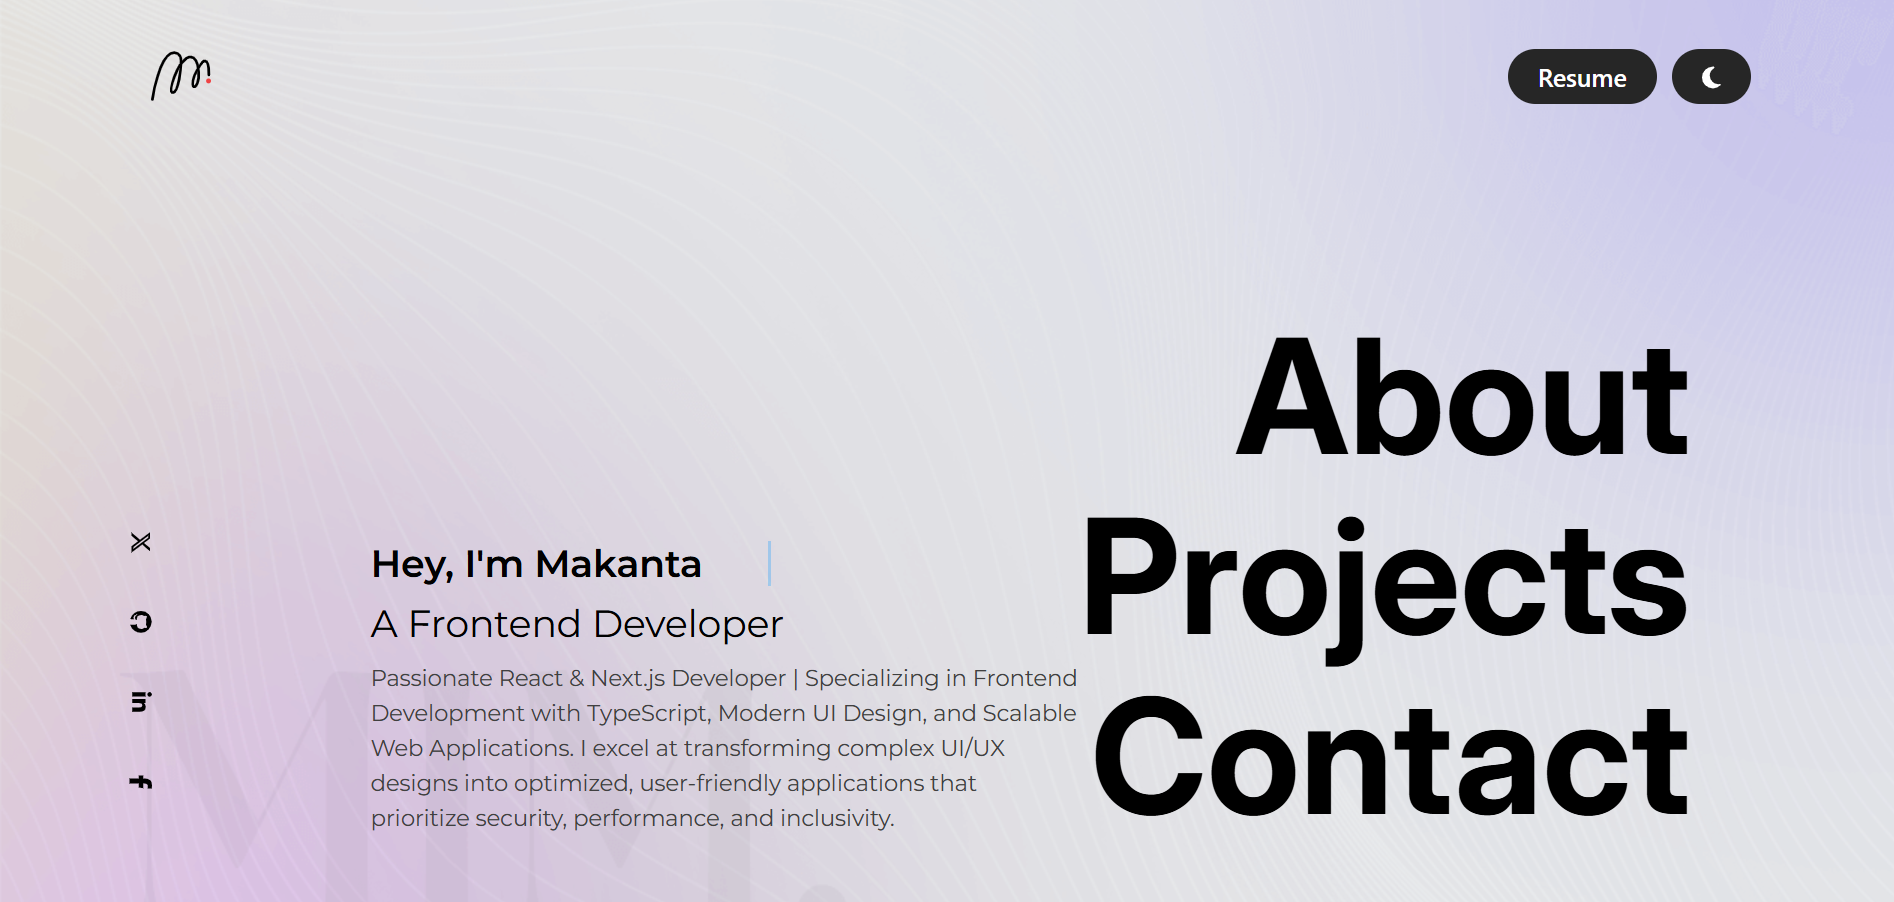 m.
Resume
About
Projects
Contact
Hey, I'm Makanta
A Frontend Developer
Passionate React & Next.js Developer | Specializing in Frontend
Development with TypeScript, Modern UI Design, and Scalable
Web Applications. I excel at transforming complex UI/UX
designs into optimized, user-friendly applications that
prioritize security, performance, and inclusivity.
MM.